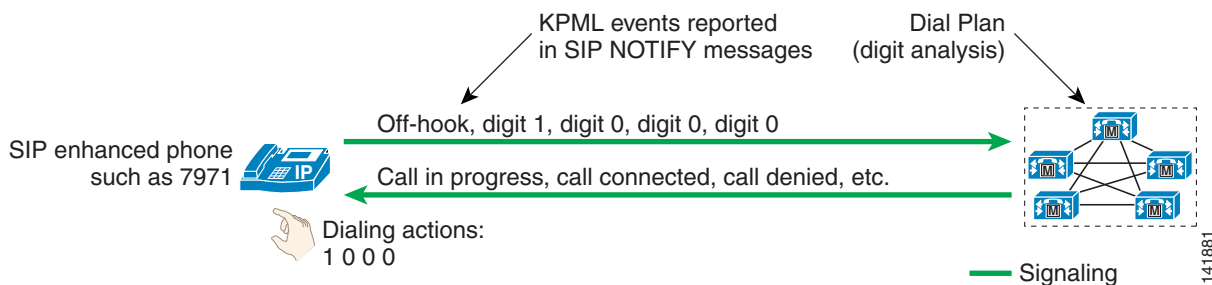 KPML events reported
in SIP NOTIFY messages
Dial Plan
(digit analysis)
Off-hook, digit 1, digit 0, digit 0, digit 0
SIP enhanced phone
such as 7971
IP
Call in progress, call connected, call denied, etc.
M
M
M
M
M
Dialing actions:
1 0 0 0
Signaling
141881